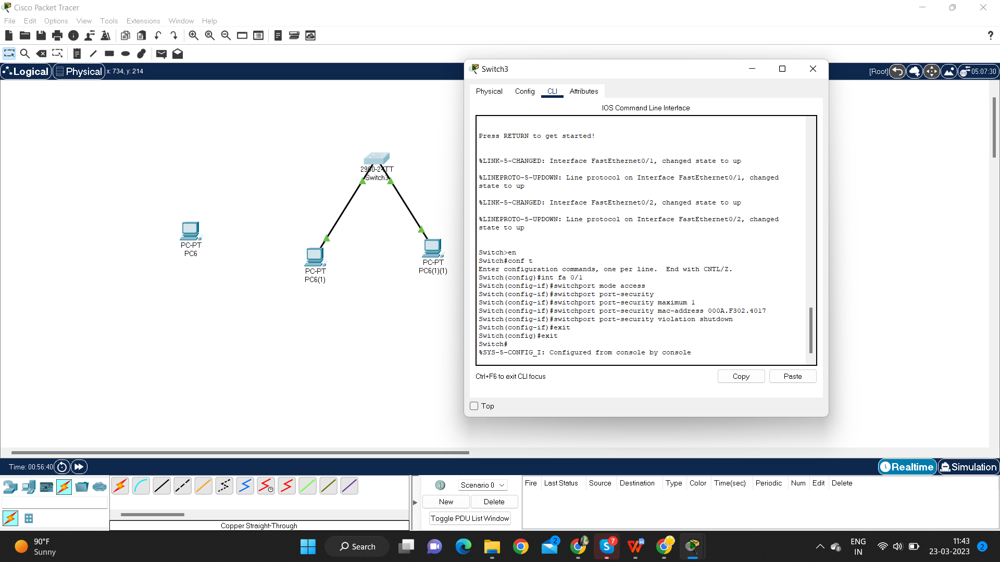 Cisco Packet Tracer
File Edit Options View Tools Extensions Window Help
?
Logical Physical x: 734, y: 214
[Root] 05:07:30
2960-24TT
Switch3
PC-PT
PC6
PC-PT
PC6(1)
PC-PT
PC6(1)(1)
Switch3
Physical Config CLI Attributes
IOS Command Line Interface
Press RETURN to get started!
%LINK-5-CHANGED: Interface FastEthernet0/1, changed state to up
%LINEPROTO-5-UPDOWN: Line protocol on Interface FastEthernet0/1, changed
state to up
%LINK-5-CHANGED: Interface FastEthernet0/2, changed state to up
%LINEPROTO-5-UPDOWN: Line protocol on Interface FastEthernet0/2, changed
state to up
Switch>en
Switch#conf t
Enter configuration commands, one per line.  End with CNTL/Z.
Switch(config)#int fa 0/1
Switch(config-if)#switchport mode access
Switch(config-if)#switchport port-security
Switch(config-if)#switchport port-security maximum 1
Switch(config-if)#switchport port-security mac-address 000A.F302.4017
Switch(config-if)#switchport port-security violation shutdown
Switch(config-if)#exit
Switch(config)#exit
Switch#
%SYS-5-CONFIG_I: Configured from console by console
Ctrl+F6 to exit CLI focus
Copy Paste
Top
Time: 00:56:40
Realtime Simulation
1
Scenario 0
New Delete
Toggle PDU List Window
Fire Last Status Source Destination Type Color Time(sec) Periodic Num Edit Delete
Copper Straight-Through
90°F
Sunny
Search
2
7
ENG
IN
11:43
23-03-2023
2